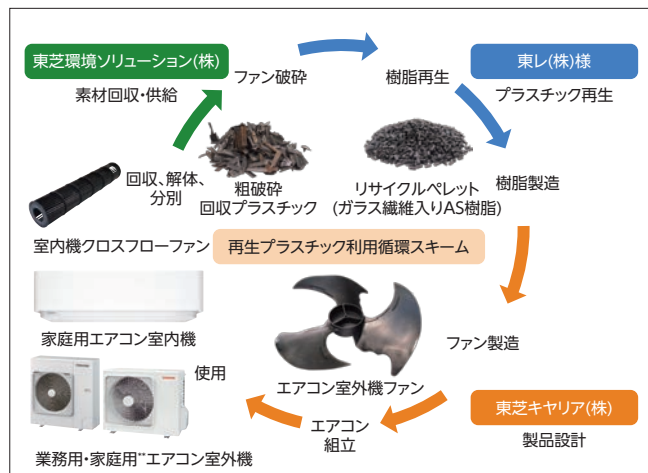 東芝環境ソリューション(株)
素材回収・供給
ファン破砕
樹脂再生
東レ(株)様
プラスチック再生
回収、解体、
分別
粗破砕
回収プラスチック
リサイクルペレット
(ガラス繊維入りAS樹脂)
樹脂製造
室内機クロスフローファン
再生プラスチック利用循環スキーム
家庭用エアコン室内機
エアコン室外機ファン
ファン製造
使用
エアコン
組立
東芝キヤリア(株)
製品設計
業務用・家庭用**エアコン室外機